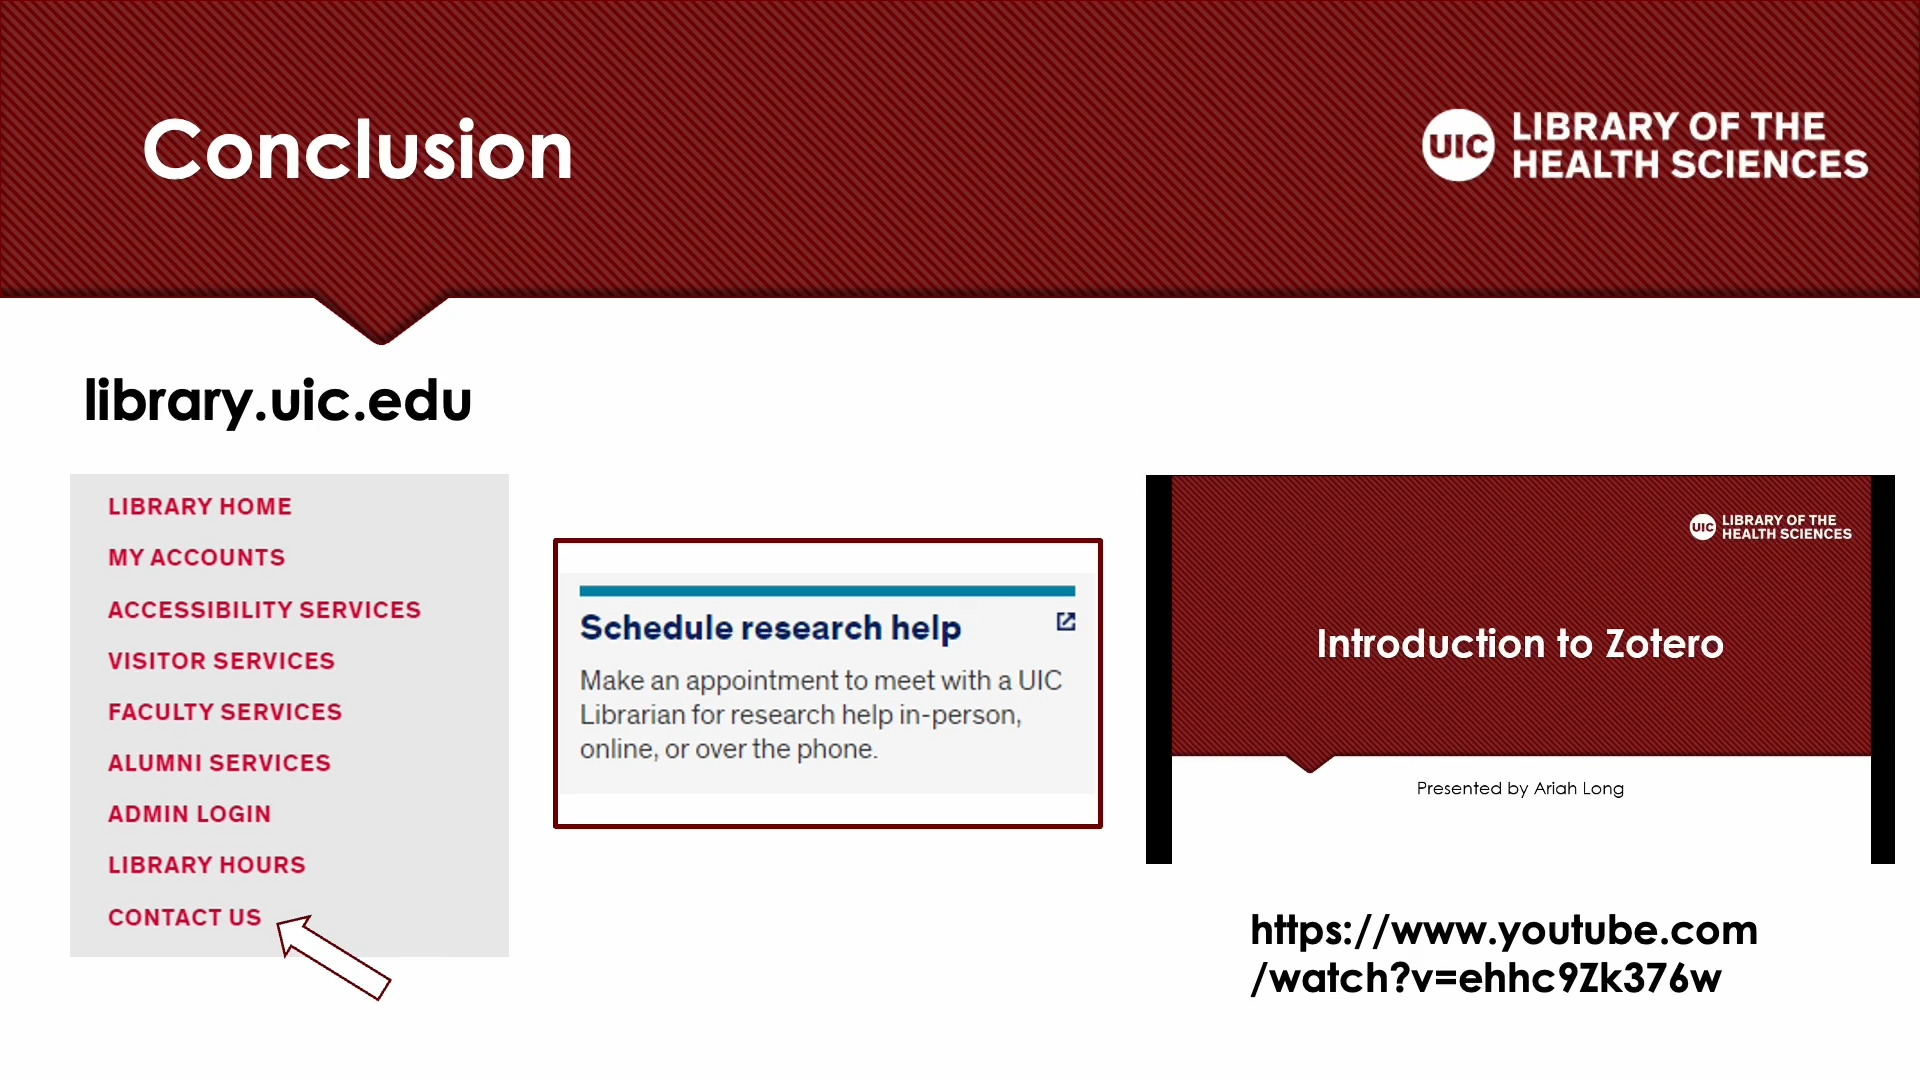 Conclusion
UIC LIBRARY OF THE
HEALTH SCIENCES
library.uic.edu
LIBRARY HOME
MY ACCOUNTS
ACCESSIBILITY SERVICES
VISITOR SERVICES
FACULTY SERVICES
ALUMNI SERVICES
ADMIN LOGIN
LIBRARY HOURS
CONTACT US
Schedule research help
Make an appointment to meet with a UIC
Librarian for research help in-person,
online, or over the phone.
UIC LIBRARY OF THE
HEALTH SCIENCES
Introduction to Zotero
Presented by Ariah Long
https://www.youtube.com
/watch?v=ehhc9Zk376w